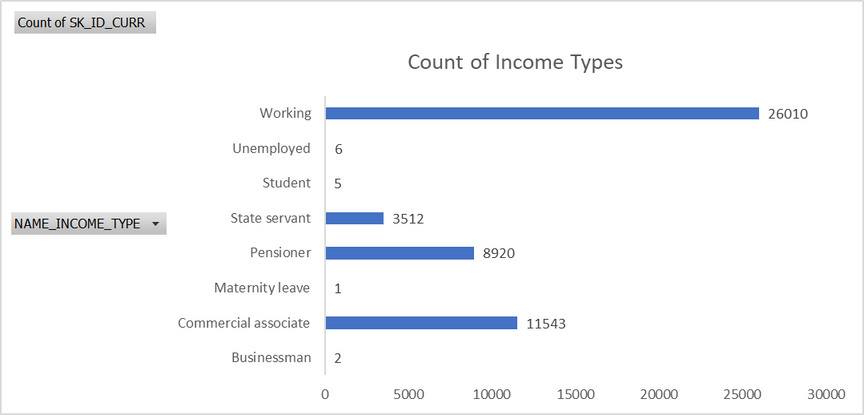 Count of SK_ID_CURR
Count of Income Types
Working 26010
Unemployed 6
Student 5
State servant 3512
NAME_INCOME_TYPE
Pensioner 8920
Maternity leave 1
Commercial associate 11543
Businessman 2
0 5000 10000 15000 20000 25000 30000